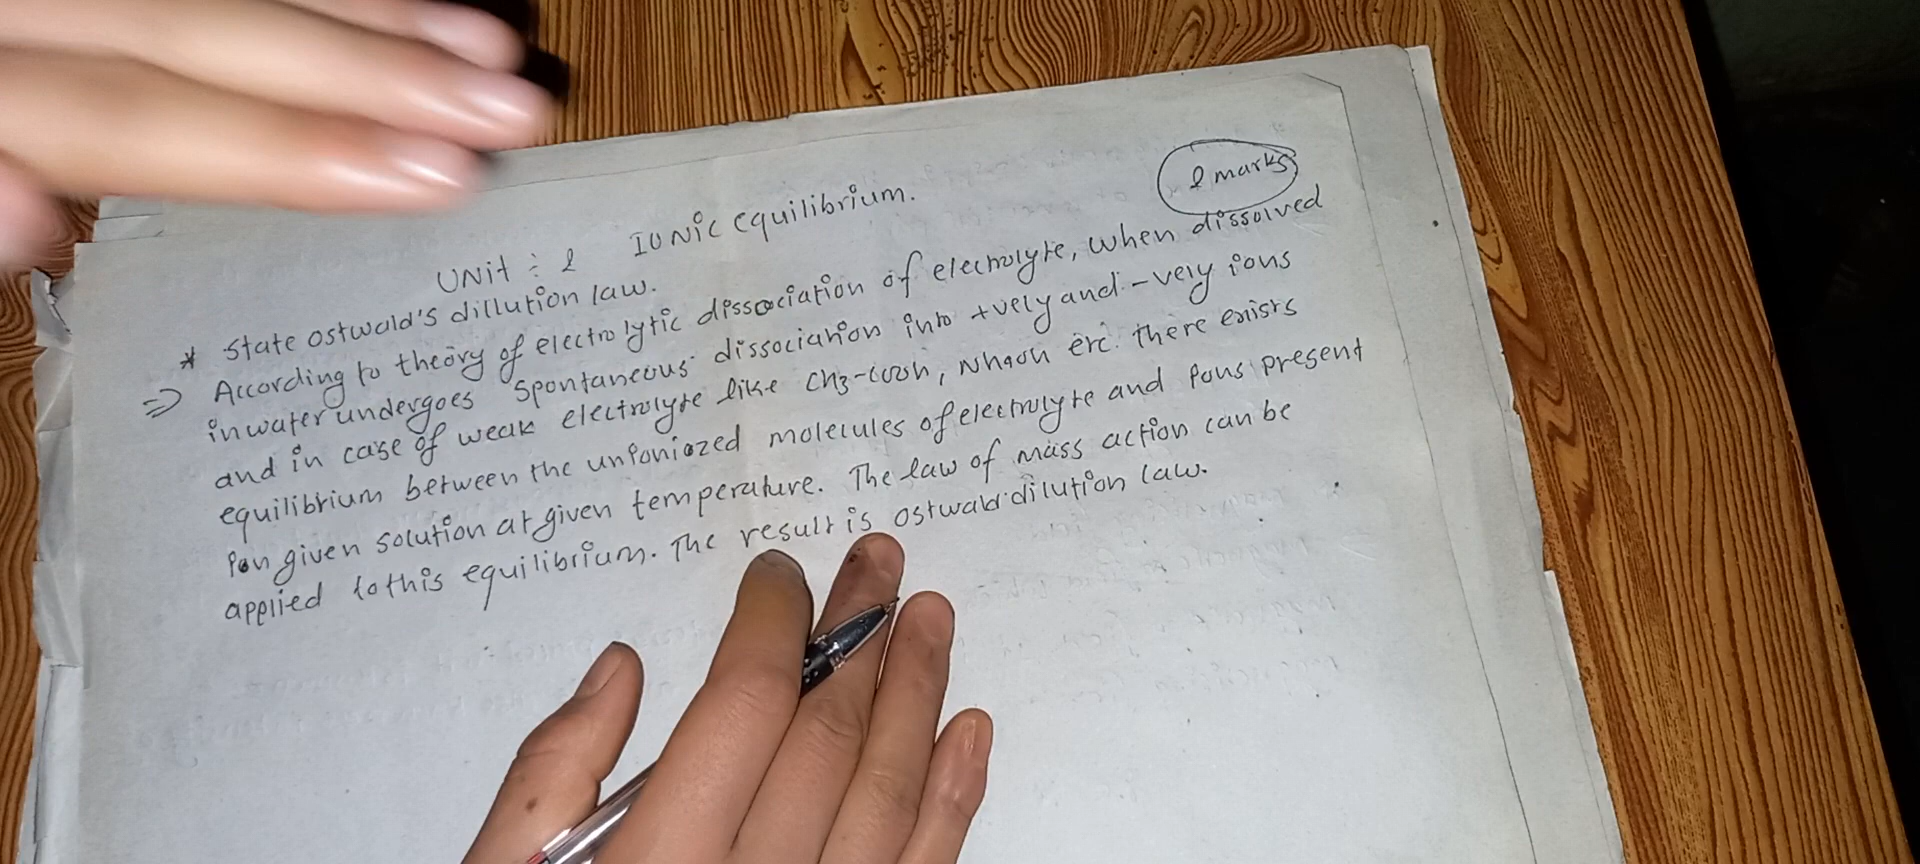 2 marks
UNit : 2 IONic equilibrium.
* State ostwald's dillution law.
⇒ According to theory of electrolytic dissociation of electrolyte, when dissolved
in water undergoes spontaneous dissociation into +vely and -vely ions
and in case of weak electrolyte like CH3-COOH, NH4OH etc. there exists
equilibrium between the unionized molecules of electrolyte and ions present
given solution at given temperature. The law of mass action can be
applied to this equilibrium. The result is ostwald dilution law.